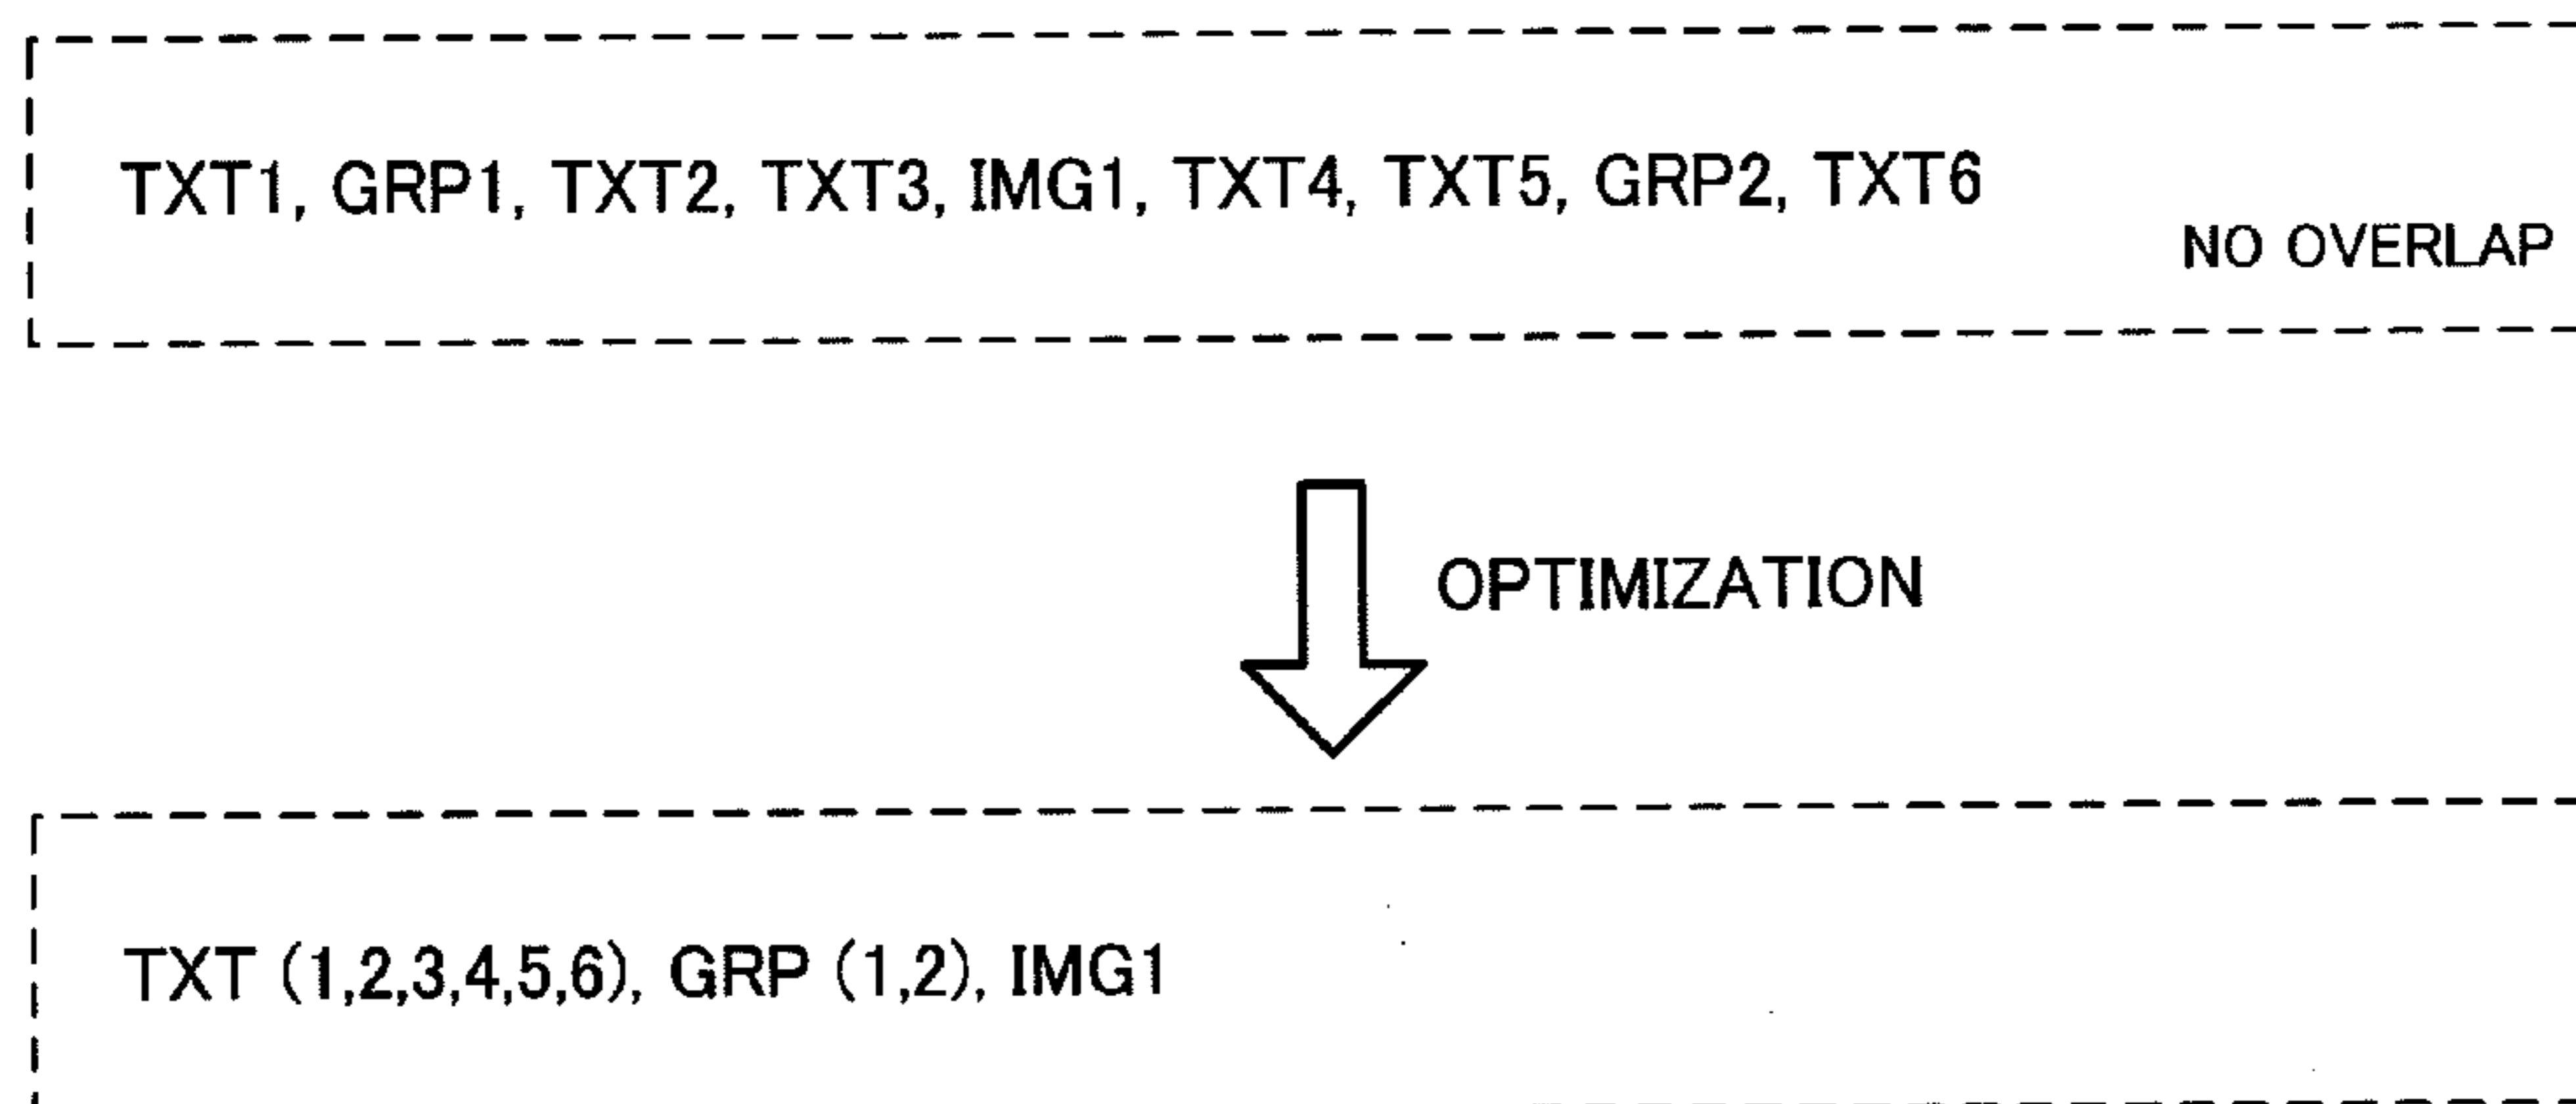 TXT1, GRP1, TXT2, TXT3, IMG1, TXT4, TXT5, GRP2, TXT6
NO OVERLAP
OPTIMIZATION
TXT (1,2,3,4,5,6), GRP (1,2), IMG1